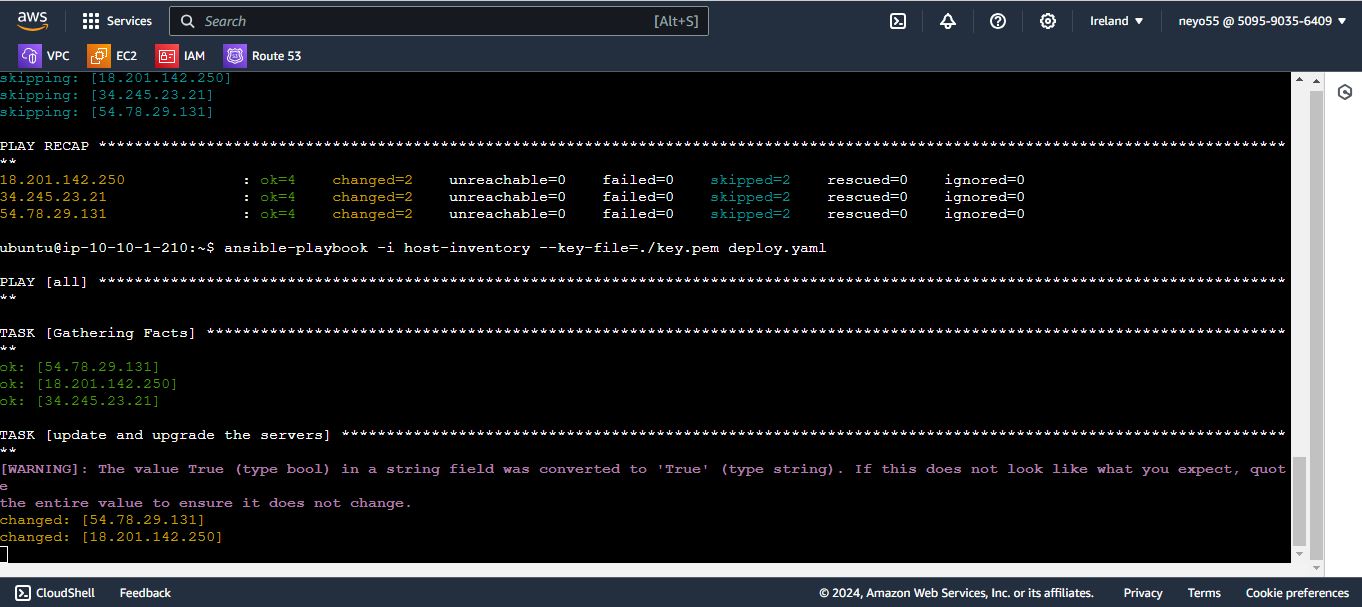 aws Services Search [Alt+S] Ireland ▼ neyo55 @ 5095-9035-6409 ▼
VPC EC2 IAM Route 53
skipping: [18.201.142.250]
skipping: [34.245.23.21]
skipping: [54.78.29.131]
PLAY RECAP *************************************************************************************************************************************
**
18.201.142.250 : ok=4 changed=2 unreachable=0 failed=0 skipped=2 rescued=0 ignored=0
34.245.23.21 : ok=4 changed=2 unreachable=0 failed=0 skipped=2 rescued=0 ignored=0
54.78.29.131 : ok=4 changed=2 unreachable=0 failed=0 skipped=2 rescued=0 ignored=0
ubuntu@ip-10-10-1-210:~$ ansible-playbook -i host-inventory --key-file=./key.pem deploy.yaml
PLAY [all] *************************************************************************************************************************************
**
TASK [Gathering Facts] *************************************************************************************************************************
**
ok: [54.78.29.131]
ok: [18.201.142.250]
ok: [34.245.23.21]
TASK [update and upgrade the servers] **********************************************************************************************************
**
[WARNING]: The value True (type bool) in a string field was converted to 'True' (type string). If this does not look like what you expect, quot
e
the entire value to ensure it does not change.
changed: [54.78.29.131]
changed: [18.201.142.250]
CloudShell Feedback © 2024, Amazon Web Services, Inc. or its affiliates. Privacy Terms Cookie preferences